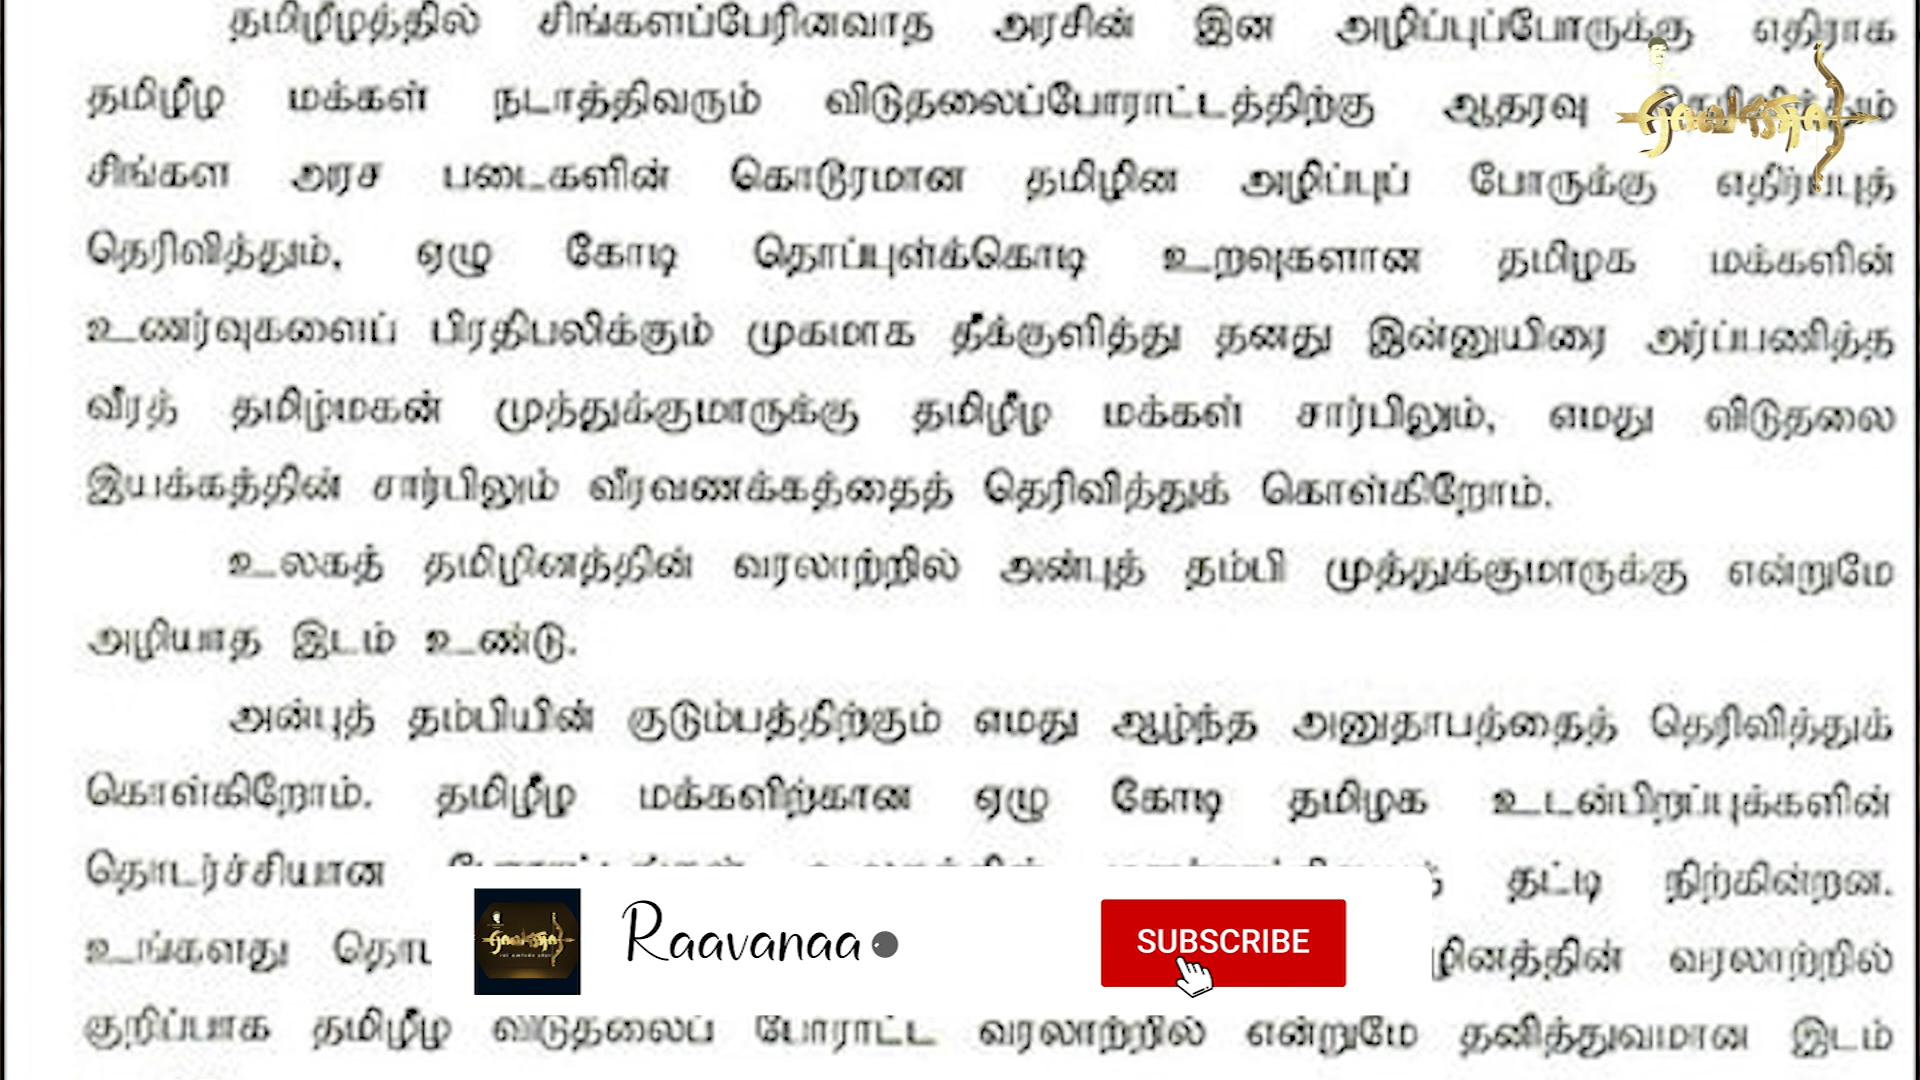 தமிழீழத்தில் சிங்களப்பேரினவாத அரசின் இன அழிப்புப்போருக்கு எதிராக
தமிழீழ மக்கள் நடாத்திவரும் விடுதலைப்போராட்டத்திற்கு ஆதரவு
சிங்கள அரச படைகளின் கொடூரமான தமிழின அழிப்புப் போருக்கு எதிர்ப்புத்
தெரிவித்தும், ஏழு கோடி தொப்புள்க்கொடி உறவுகளான தமிழக மக்களின்
உணர்வுகளைப் பிரதிபலிக்கும் முகமாக தீக்குளித்து தனது இன்னுயிரை அர்ப்பணித்த
வீரத் தமிழ்மகன் முத்துக்குமாருக்கு தமிழீழ மக்கள் சார்பிலும், எமது விடுதலை
இயக்கத்தின் சார்பிலும் வீரவணக்கத்தைத் தெரிவித்துக் கொள்கிறோம்.
உலகத் தமிழினத்தின் வரலாற்றில் அன்புத் தம்பி முத்துக்குமாருக்கு என்றுமே
அழியாத இடம் உண்டு.
அன்புத் தம்பியின் குடும்பத்திற்கும் எமது ஆழ்ந்த அனுதாபத்தைத் தெரிவித்துக்
கொள்கிறோம். தமிழீழ மக்களிற்கான ஏழு கோடி தமிழக உடன்பிறப்புக்களின்
தொடர்ச்சியான தட்டி நிற்கின்றன.
உங்களது வரலாற்றில்
குறிப்பாக தமிழீழ விடுதலைப் போராட்ட வரலாற்றில் என்றுமே தனித்துவமான இடம்
ராவணா
Raavanaa
SUBSCRIBE